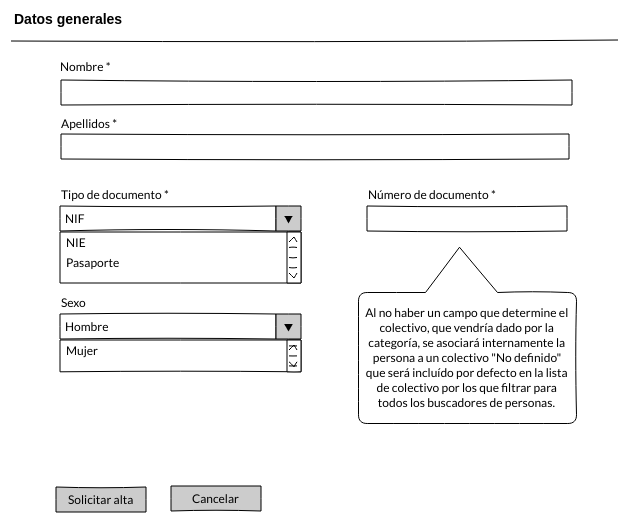 Datos generales
Nombre *
Apellidos *
Tipo de documento *
Número de documento *
NIF
NIE
Pasaporte
Sexo
Hombre
Mujer
Al no haber un campo que determine el
colectivo, que vendría dado por la
categoría, se asociará internamente la
persona a un colectivo "No definido"
que será incluído por defecto en la lista
de colectivo por los que filtrar para
todos los buscadores de personas.
Solicitar alta
Cancelar